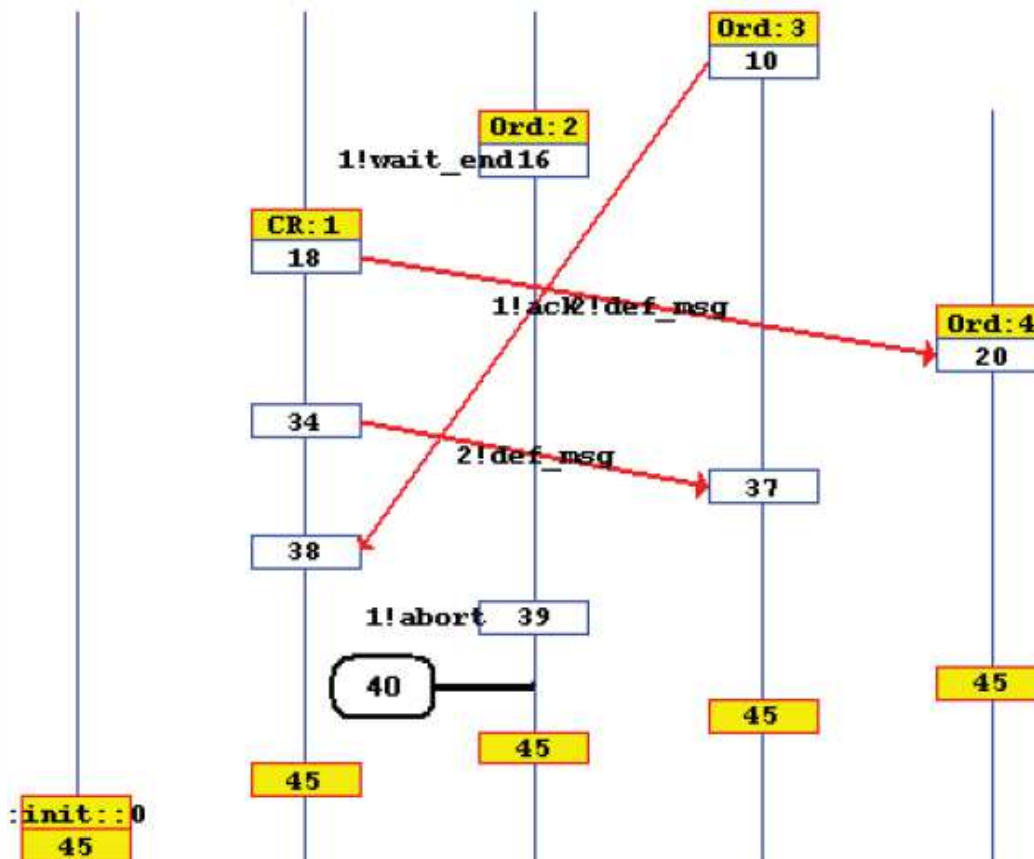 Ord:3
10
Ord:2
1!wait_end16
CR:1
18
1!ack2!def_msg
Ord:4
20
34
2!def_msg
37
38
1!abort 39
40
45
45
45
45
:init::0
45